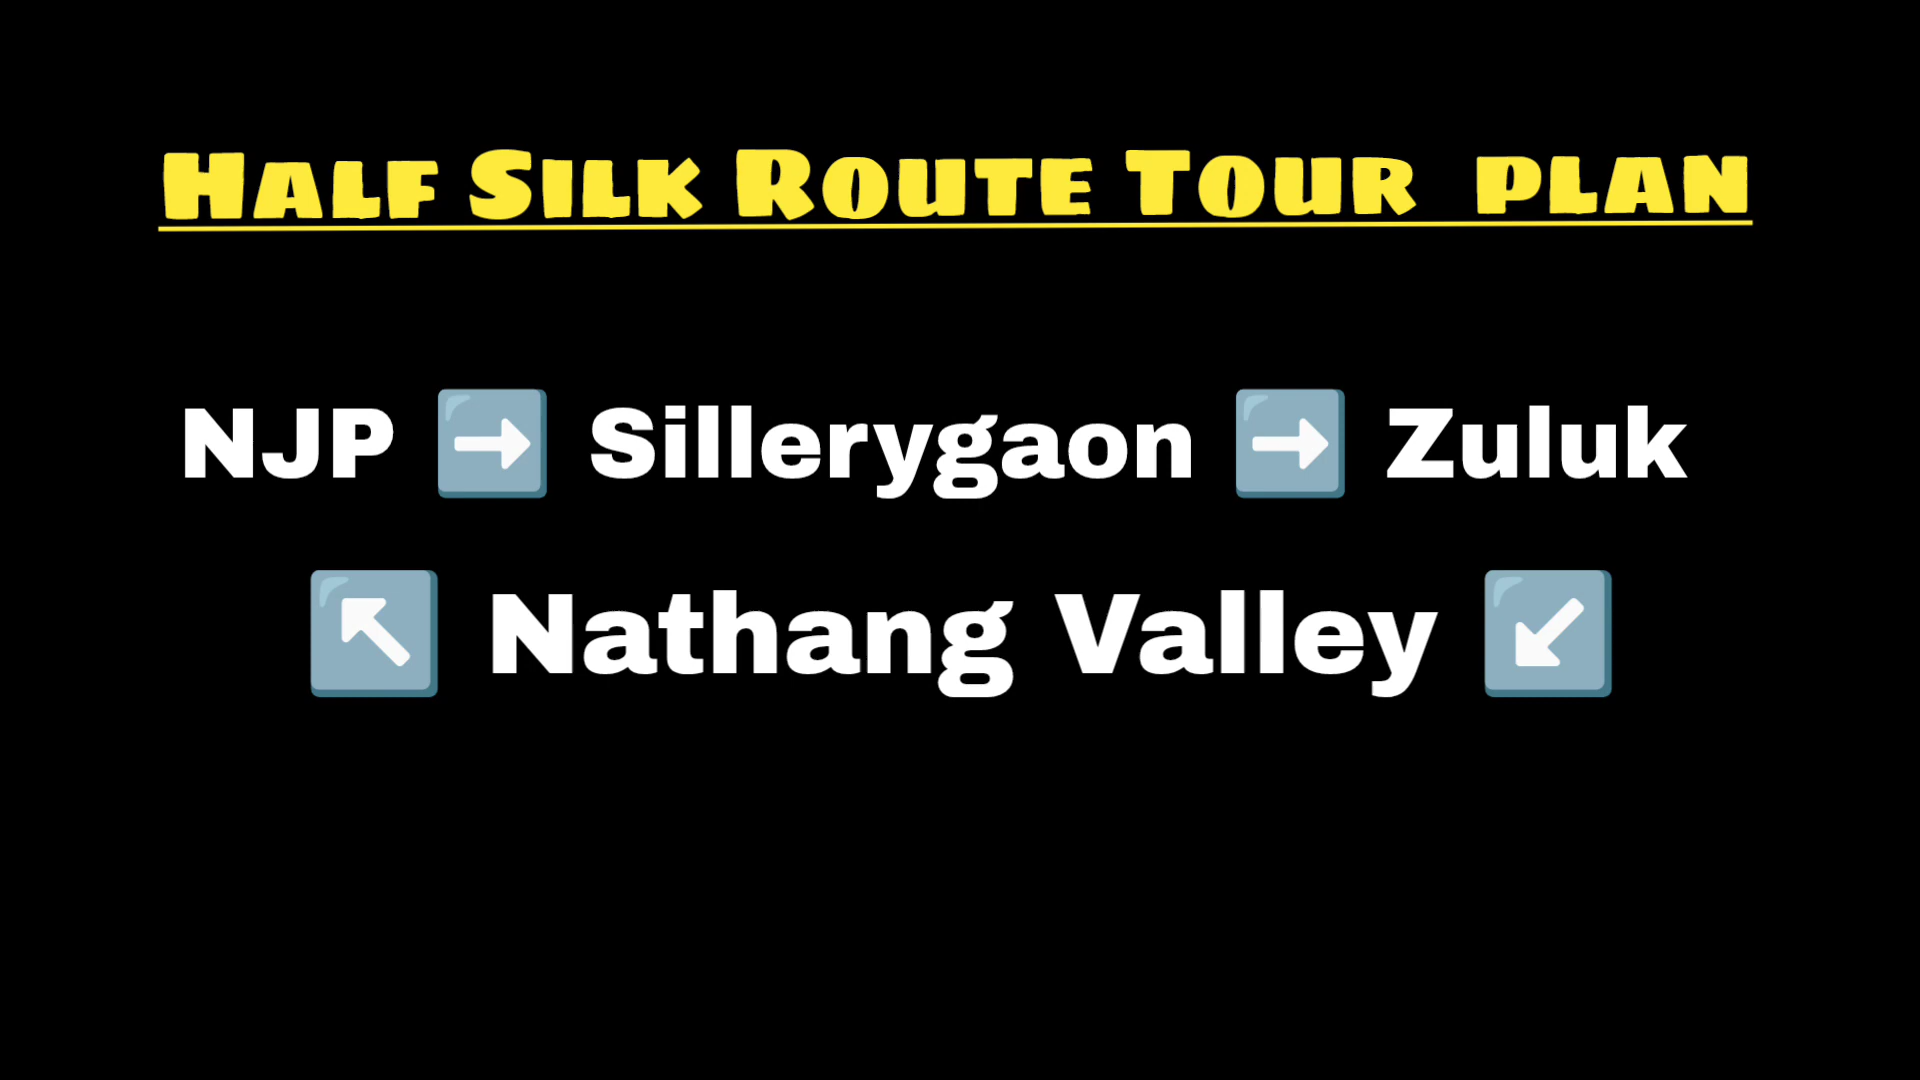 Half Silk Route Tour plan
NJP ➡️ Sillerygaon ➡️ Zuluk
↖️ Nathang Valley ↙️